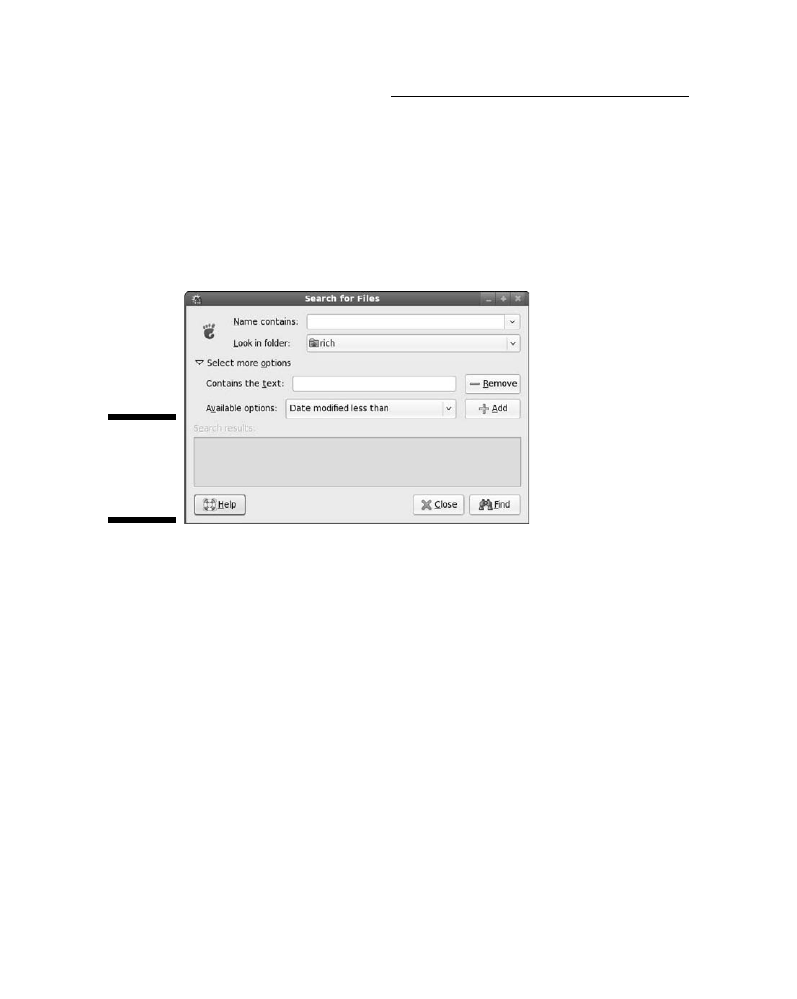 Search for Files
Name contains:
Look in folder: rich
Select more options
Contains the text: Remove
Available options: Date modified less than Add
Search results:
Help Close Find